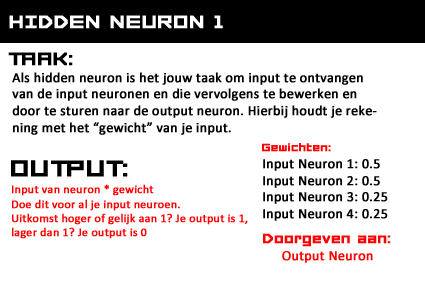 HIDDEN NEURON 1
TAAK:
Als hidden neuron is het jouw taak om input te ontvangen
van de input neuronen en die vervolgens te bewerken en
door te sturen naar de output neuron. Hierbij houdt je reke-
ning met het “gewicht” van je input.
OUTPUT:
Input van neuron * gewicht
Doe dit voor al je input neuroen.
Uitkomst hoger of gelijk aan 1? Je output is 1,
lager dan 1? Je output is 0
Gewichten:
Input Neuron 1: 0.5
Input Neuron 2: 0.5
Input Neuron 3: 0.25
Input Neuron 4: 0.25
Doorgeven aan:
Output Neuron